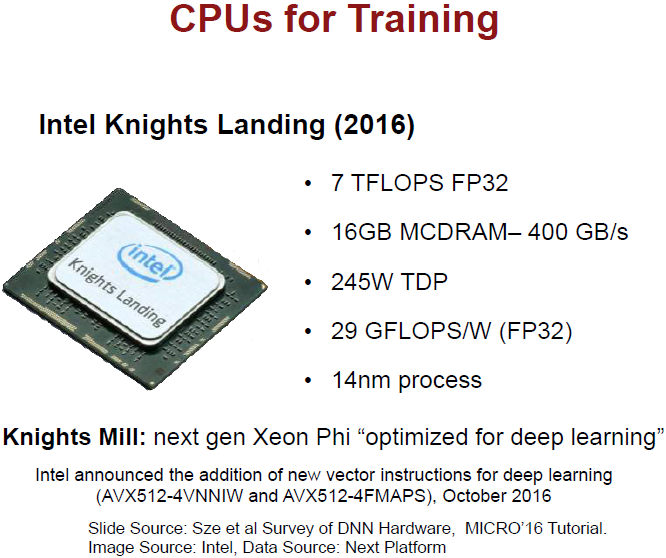 CPUs for Training
Intel Knights Landing (2016)
• 7 TFLOPS FP32
• 16GB MCDRAM– 400 GB/s
• 245W TDP
• 29 GFLOPS/W (FP32)
• 14nm process
intel
Knights Landing
Knights Mill: next gen Xeon Phi “optimized for deep learning”
Intel announced the addition of new vector instructions for deep learning
(AVX512-4VNNIW and AVX512-4FMAPS), October 2016
Slide Source: Sze et al Survey of DNN Hardware, MICRO’16 Tutorial.
Image Source: Intel, Data Source: Next Platform